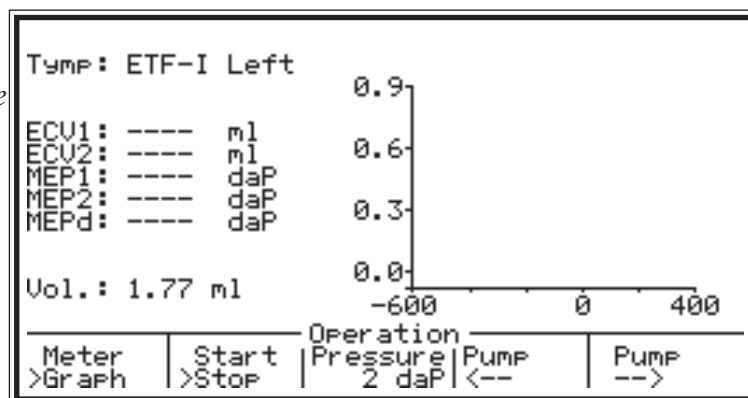 e
Tymp: ETF-I Left
0.9
ECV1: ---- ml
ECV2: ---- ml
0.6
MEP1: ---- daP
MEP2: ---- daP
MEPd: ---- daP
0.3
0.0
Vol.: 1.77 ml
-600 0 400
Operation
Meter Start Pressure Pump Pump
>Graph >Stop 2 daP <-- -->